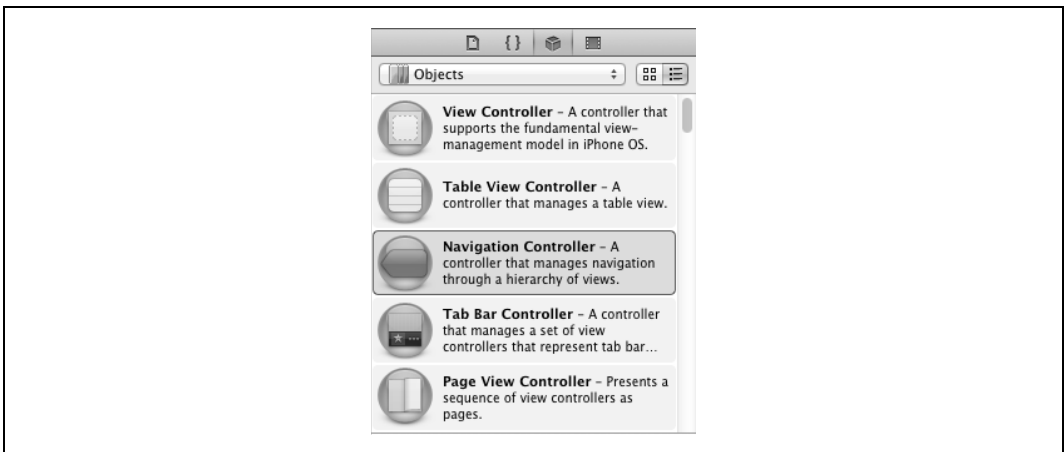 { }
Objects
View Controller – A controller that
supports the fundamental view-
management model in iPhone OS.
Table View Controller – A
controller that manages a table view.
Navigation Controller – A
controller that manages navigation
through a hierarchy of views.
Tab Bar Controller – A controller
that manages a set of view
controllers that represent tab bar...
Page View Controller – Presents a
sequence of view controllers as
pages.